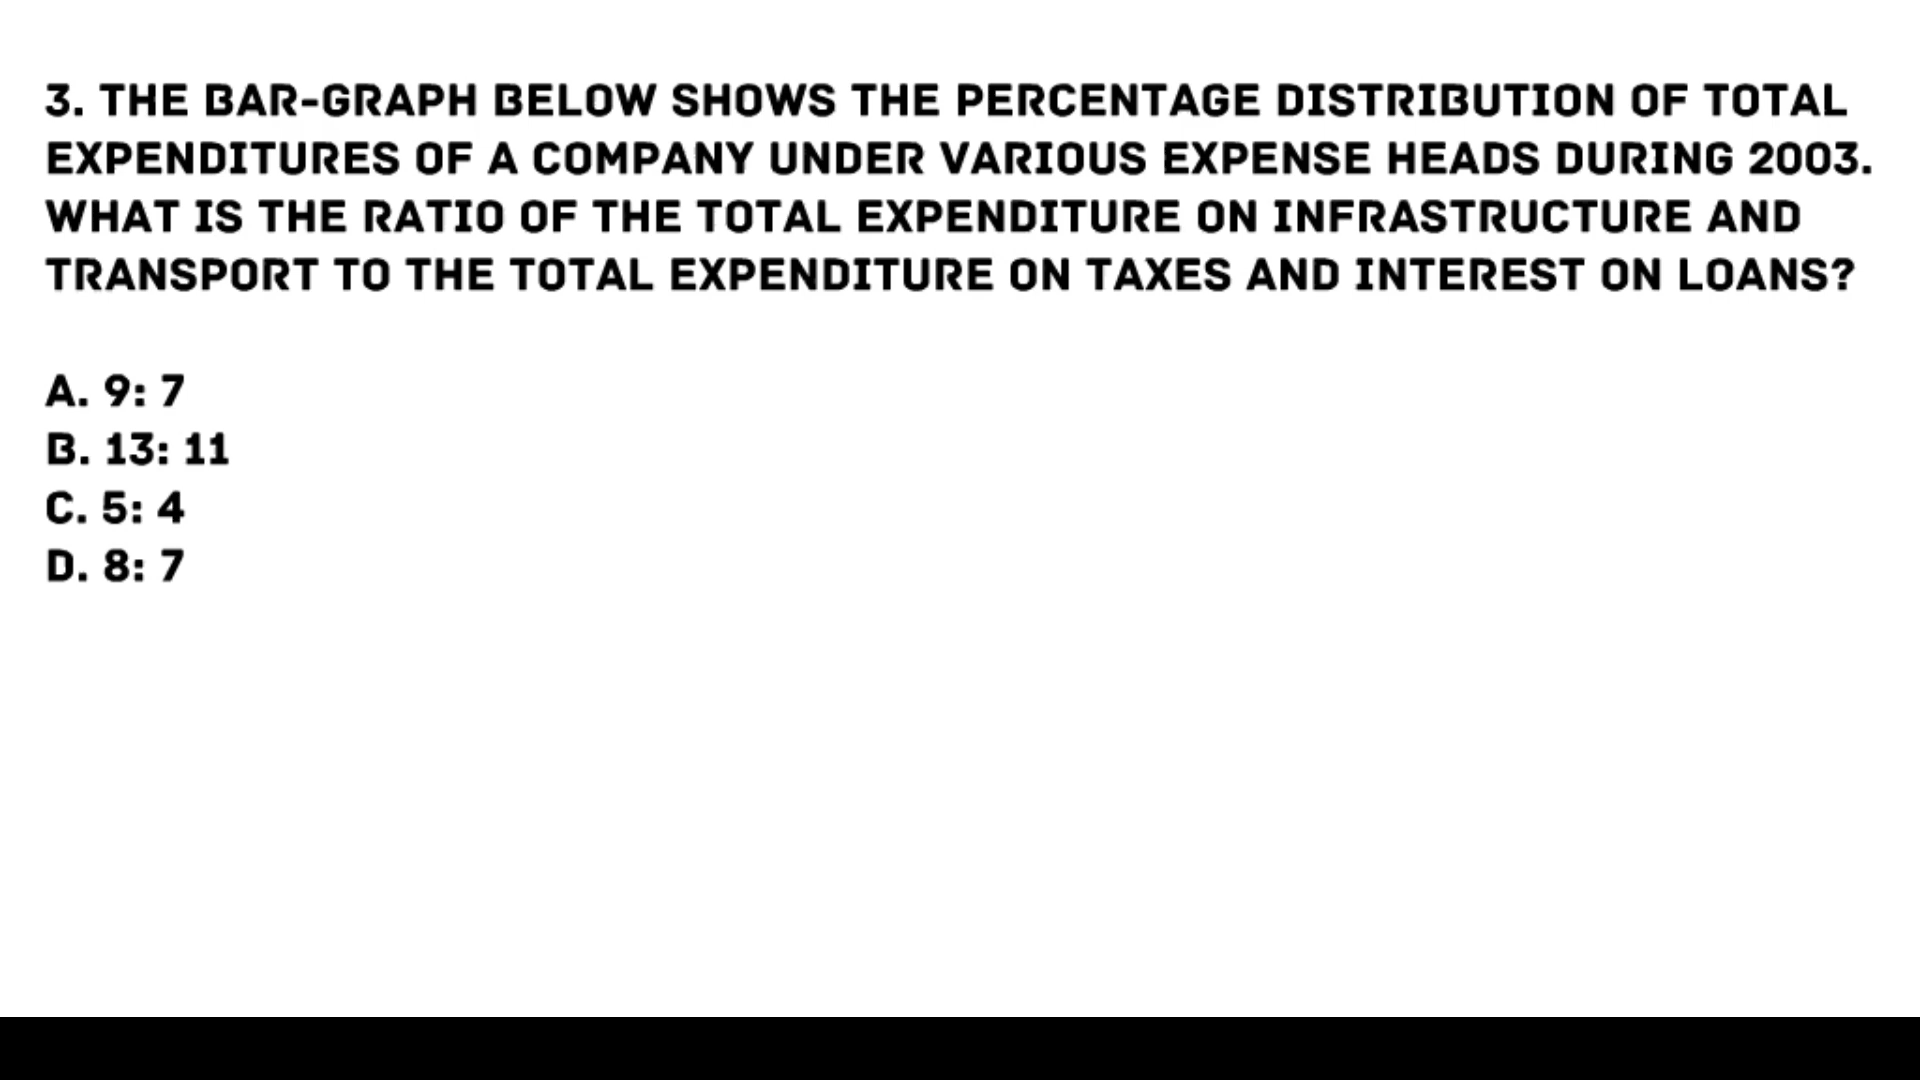 3. THE BAR-GRAPH BELOW SHOWS THE PERCENTAGE DISTRIBUTION OF TOTAL
EXPENDITURES OF A COMPANY UNDER VARIOUS EXPENSE HEADS DURING 2003.
WHAT IS THE RATIO OF THE TOTAL EXPENDITURE ON INFRASTRUCTURE AND
TRANSPORT TO THE TOTAL EXPENDITURE ON TAXES AND INTEREST ON LOANS?
A. 9: 7
B. 13: 11
C. 5: 4
D. 8: 7